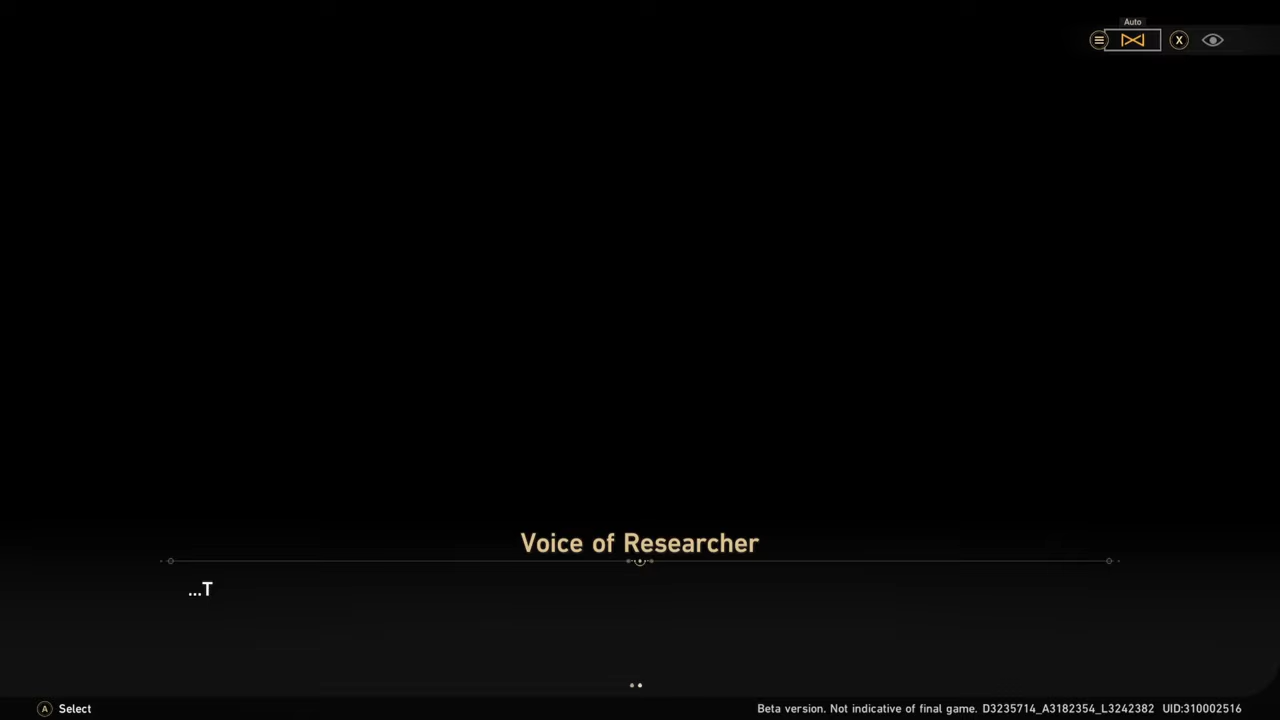 Auto
X
Voice of Researcher
...T
A Select
Beta version. Not indicative of final game. D3235714_A3182354_L3242382 UID:310002516